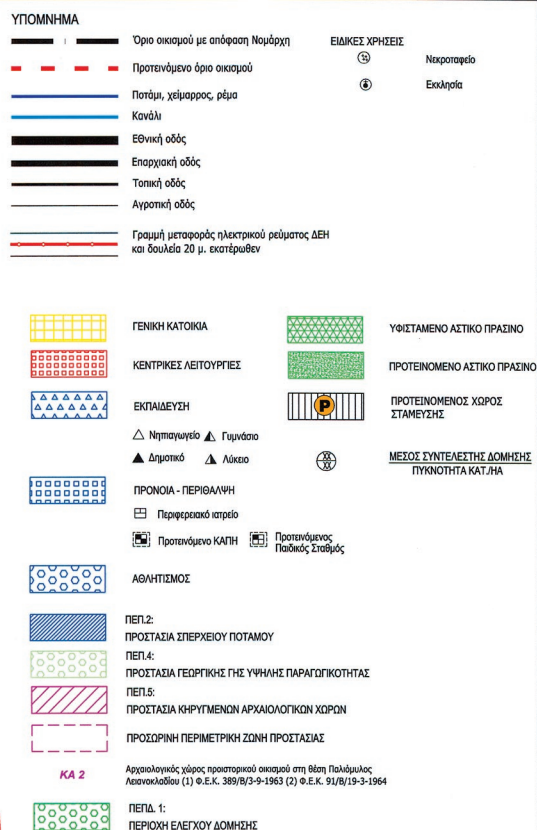 ΥΠΟΜΝΗΜΑ
Όριο οικισμού με απόφαση Νομάρχη
Προτεινόμενο όριο οικισμού
Ποτάμι, χείμαρρος, ρέμα
Κανάλι
Εθνική οδός
Επαρχιακή οδός
Τοπική οδός
Αγροτική οδός
Γραμμή μεταφοράς ηλεκτρικού ρεύματος ΔΕΗ
και δουλεία 20 μ. εκατέρωθεν
ΕΙΔΙΚΕΣ ΧΡΗΣΕΙΣ
Νεκροταφείο
Εκκλησία
ΓΕΝΙΚΗ ΚΑΤΟΙΚΙΑ
ΚΕΝΤΡΙΚΕΣ ΛΕΙΤΟΥΡΓΙΕΣ
ΕΚΠΑΙΔΕΥΣΗ
Νηπιαγωγείο Γυμνάσιο
Δημοτικό Λύκειο
ΠΡΟΝΟΙΑ - ΠΕΡΙΘΑΛΨΗ
Περιφερειακό ιατρείο
Προτεινόμενο ΚΑΠΗ
Προτεινόμενος
Παιδικός Σταθμός
ΑΘΛΗΤΙΣΜΟΣ
ΥΦΙΣΤΑΜΕΝΟ ΑΣΤΙΚΟ ΠΡΑΣΙΝΟ
ΠΡΟΤΕΙΝΟΜΕΝΟ ΑΣΤΙΚΟ ΠΡΑΣΙΝΟ
P
ΠΡΟΤΕΙΝΟΜΕΝΟΣ ΧΩΡΟΣ
ΣΤΑΜΕΥΣΗΣ
XX
XX
ΜΕΣΟΣ ΣΥΝΤΕΛΕΣΤΗΣ ΔΟΜΗΣΗΣ
ΠΥΚΝΟΤΗΤΑ ΚΑΤ./HA
ΠΕΠ.2:
ΠΡΟΣΤΑΣΙΑ ΣΠΕΡΧΕΙΟΥ ΠΟΤΑΜΟΥ
ΠΕΠ.4:
ΠΡΟΣΤΑΣΙΑ ΓΕΩΡΓΙΚΗΣ ΓΗΣ ΥΨΗΛΗΣ ΠΑΡΑΓΩΓΙΚΟΤΗΤΑΣ
ΠΕΠ.5:
ΠΡΟΣΤΑΣΙΑ ΚΗΡΥΓΜΕΝΩΝ ΑΡΧΑΙΟΛΟΓΙΚΩΝ ΧΩΡΩΝ
ΠΡΟΣΩΡΙΝΗ ΠΕΡΙΜΕΤΡΙΚΗ ΖΩΝΗ ΠΡΟΣΤΑΣΙΑΣ
ΚΑ 2
Αρχαιολογικός χώρος προιστορικού οικισμού στη θέση Παλιόμυλος
Λειανοκλαδίου (1) Φ.Ε.Κ. 389/Β/3-9-1963 (2) Φ.Ε.Κ. 91/Β/19-3-1964
ΠΕΠΔ. 1:
ΠΕΡΙΟΧΗ ΕΛΕΓΧΟΥ ΔΟΜΗΣΗΣ